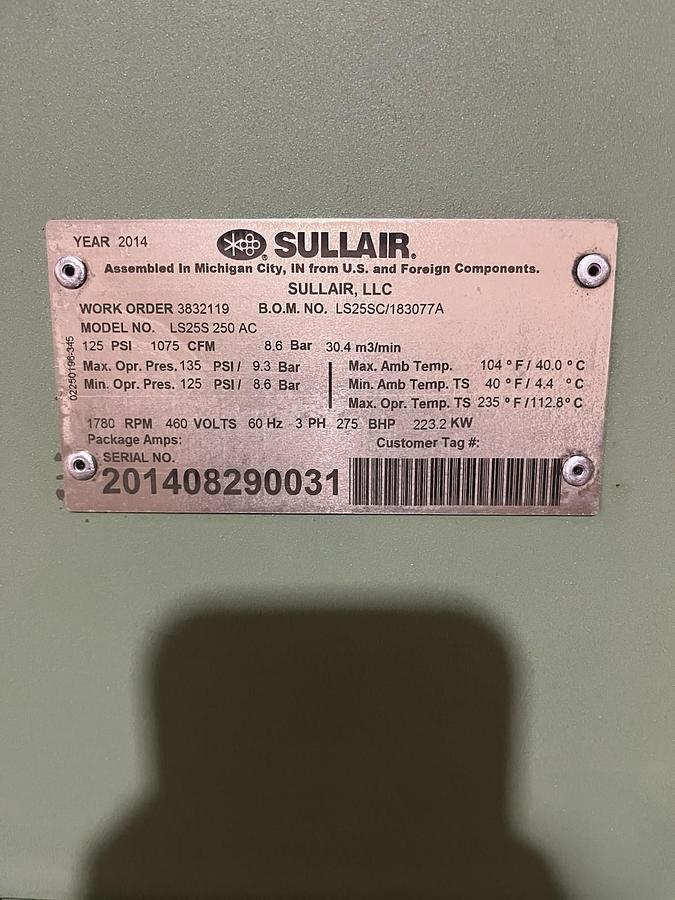 YEAR 2014
SULLAIR®
Assembled In Michigan City, IN from U.S. and Foreign Components.
SULLAIR, LLC
WORK ORDER 3832119 B.O.M. NO. LS25SC/183077A
MODEL NO. LS25S 250 AC
125 PSI 1075 CFM 8.6 Bar 30.4 m3/min
Max. Opr. Pres. 135 PSI/ 9.3 Bar
Min. Opr. Pres. 125 PSI/ 8.6 Bar
Max. Amb Temp. 104 °F/ 40.0 °C
Min. Amb Temp. TS 40 °F/ 4.4 °C
Max. Opr. Temp. TS 235 °F/112.8°C
1780 RPM 460 VOLTS 60 Hz 3 PH 275 BHP 223.2 KW
Package Amps: Customer Tag #:
SERIAL NO.
201408290031
02250196-345